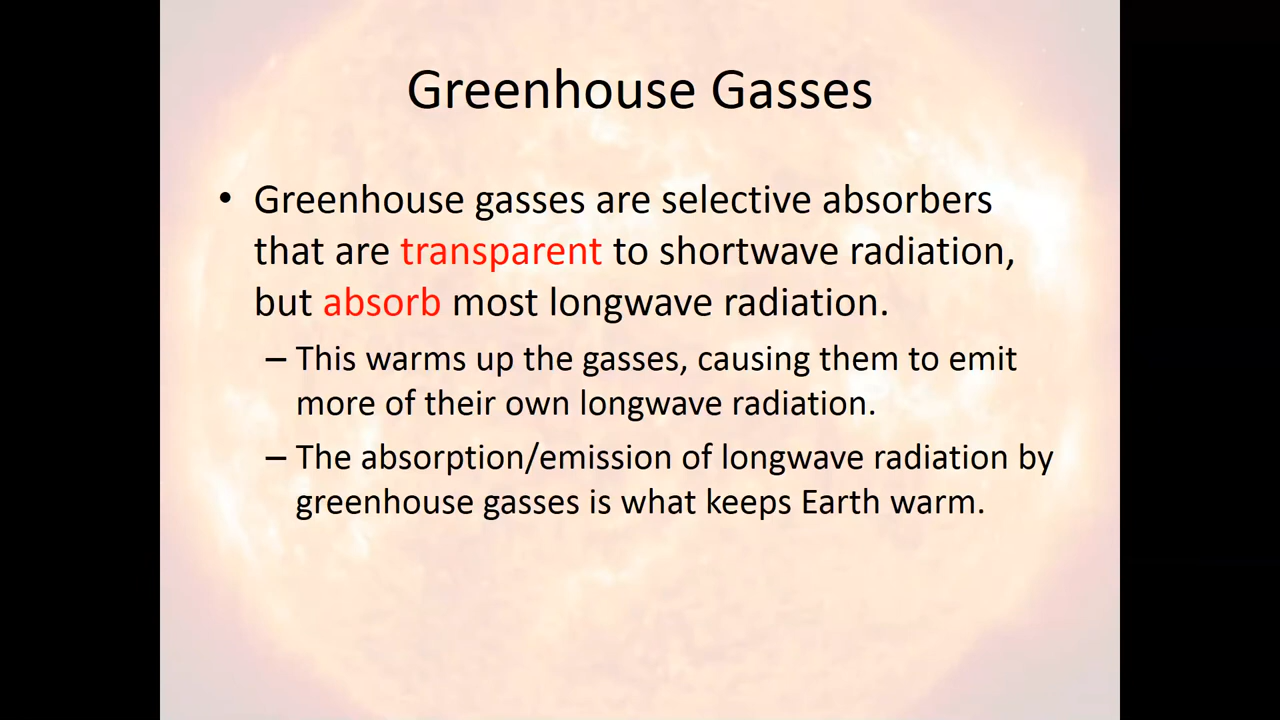 Greenhouse Gasses
• Greenhouse gasses are selective absorbers
that are transparent to shortwave radiation,
but absorb most longwave radiation.
– This warms up the gasses, causing them to emit
more of their own longwave radiation.
– The absorption/emission of longwave radiation by
greenhouse gasses is what keeps Earth warm.